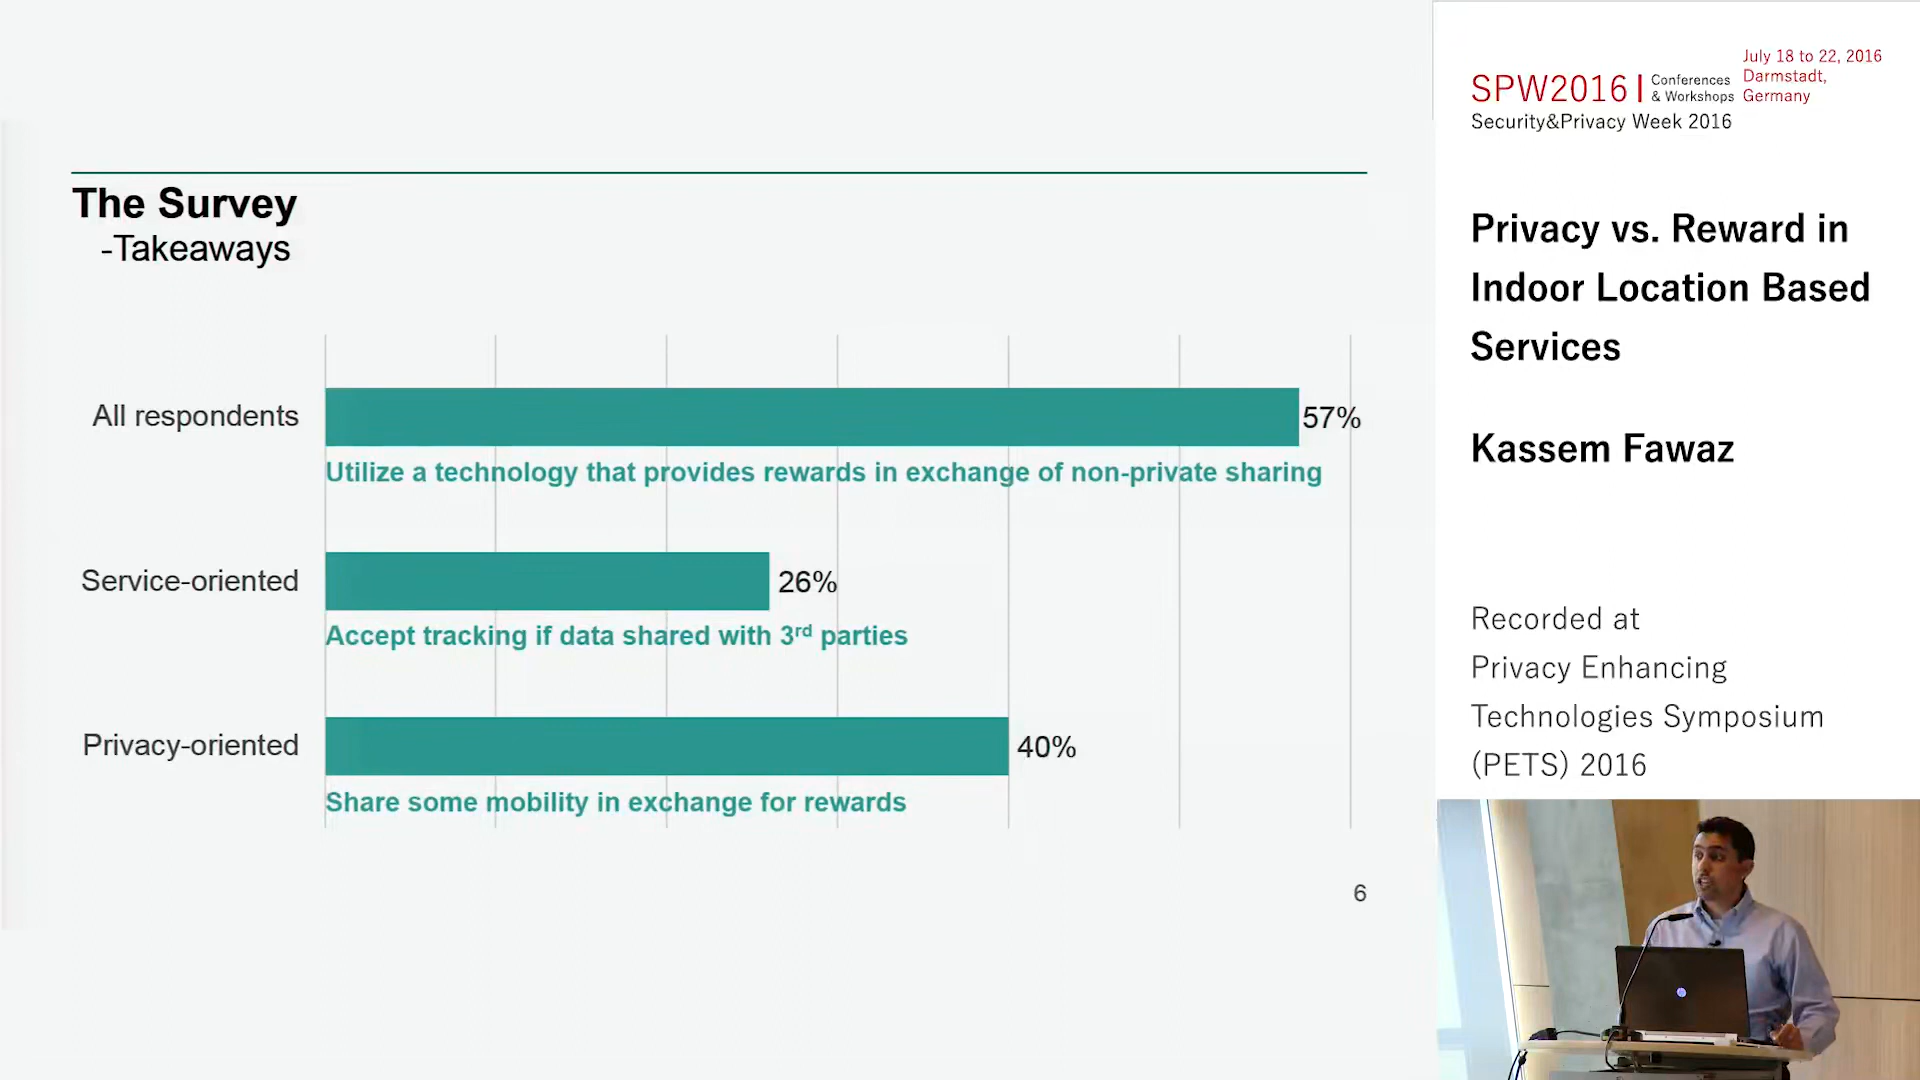 The Survey
-Takeaways
All respondents
57%
Utilize a technology that provides rewards in exchange of non-private sharing
Service-oriented
26%
Accept tracking if data shared with 3rd parties
Privacy-oriented
40%
Share some mobility in exchange for rewards
6
SPW2016 | Conferences & Workshops
July 18 to 22, 2016
Darmstadt,
Germany
Security&Privacy Week 2016
Privacy vs. Reward in
Indoor Location Based
Services
Kassem Fawaz
Recorded at
Privacy Enhancing
Technologies Symposium
(PETS) 2016